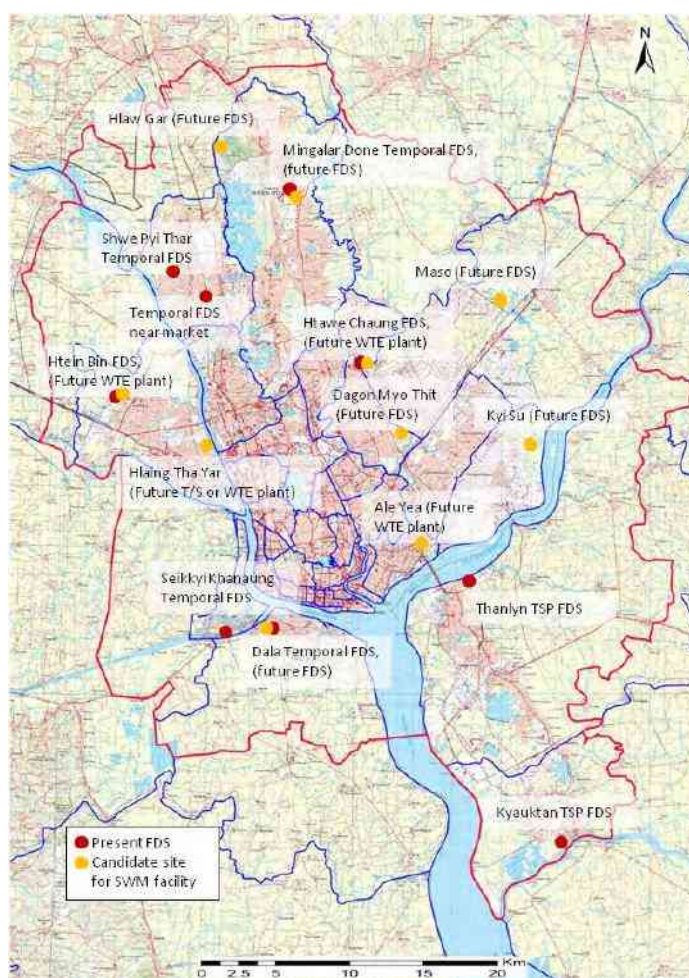 N
Hlaw Gar (Future FDS)
Mingalar Done Temporal FDS,
(future FDS)
Shwe Pyi Thar
Temporal FDS
Maso (Future FDS)
Temporal FDS
near market
Htawe Chaung FDS,
(Future WTE plant)
Htein Bin FDS,
(Future WTE plant)
Dagon Myo Thit
(Future FDS)
Kyi Su (Future FDS)
Hlaing Tha Yar
(Future T/S or WTE plant)
Ale Yea (Future
WTE plant)
Seikkyi Khanaung
Temporal FDS
Thanlyn TSP FDS
Dala Temporal FDS,
(future FDS)
Kyauktan TSP FDS
Present FDS
Candidate site
for SWM facility
Km
0 2.5 5 10 15 20